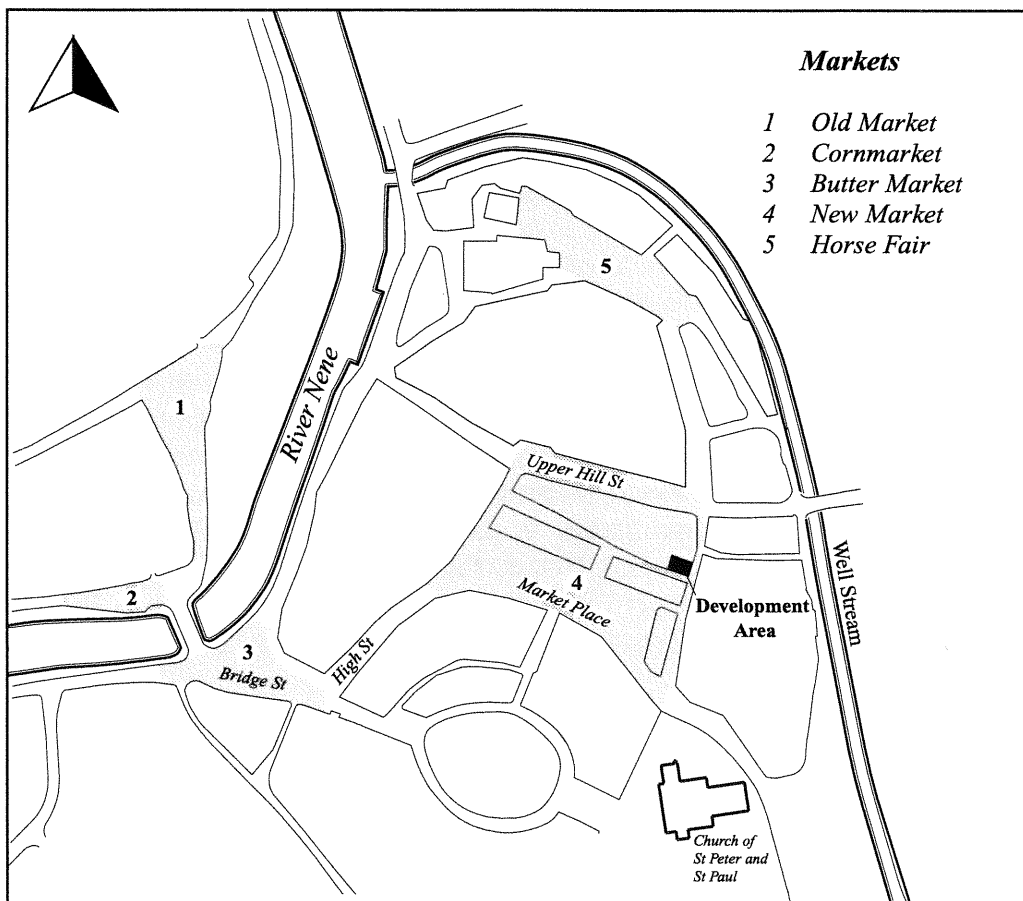 Markets
1 Old Market
2 Cornmarket
3 Butter Market
4 New Market
5 Horse Fair
5
River Nene
1
Upper Hill St
4
Market Place
Development
Area
Well Stream
2
3
Bridge St
High St
Church of
St Peter and
St Paul